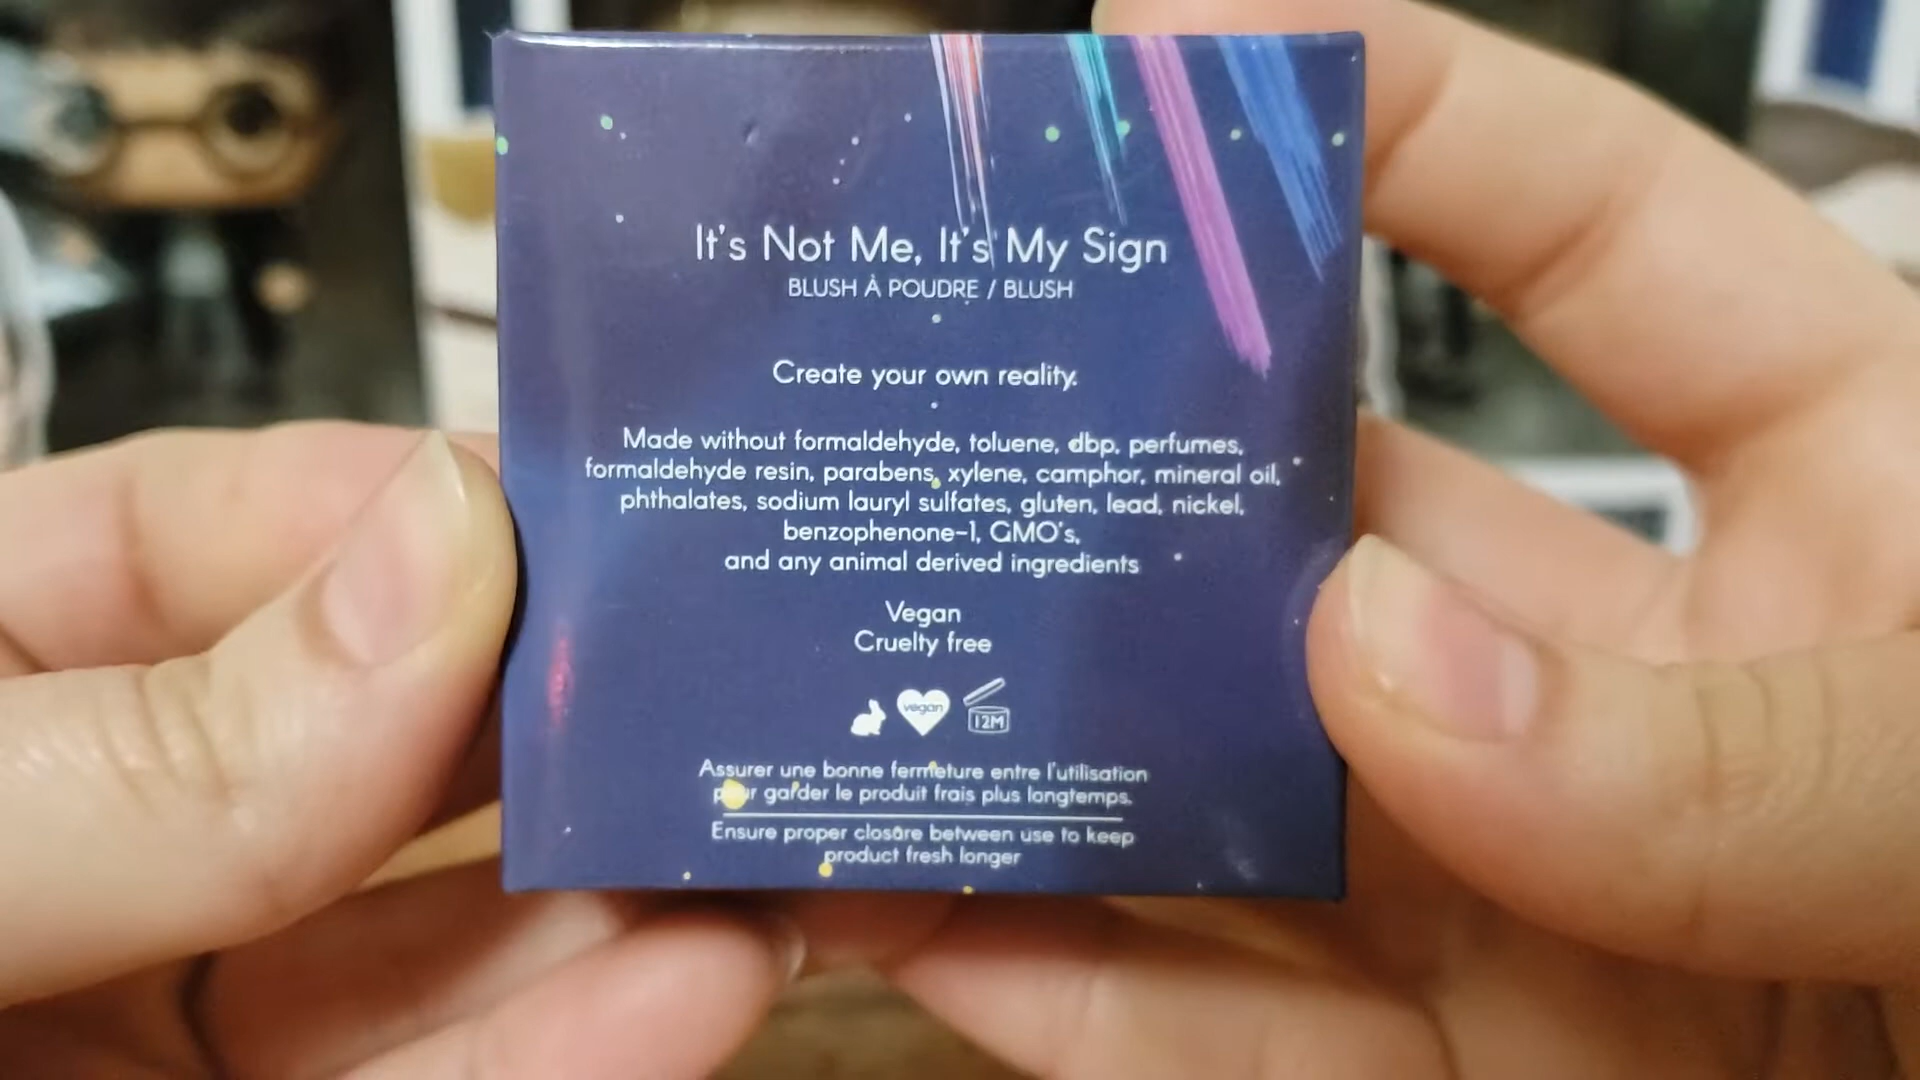 It's Not Me, It's My Sign
BLUSH À POUDRE / BLUSH
Create your own reality.
Made without formaldehyde, toluene, dbp, perfumes,
formaldehyde resin, parabens, xylene, camphor, mineral oil,
phthalates, sodium lauryl sulfates, gluten, lead, nickel,
benzophenone-1, GMO's,
and any animal derived ingredients
Vegan
Cruelty free
vegan
12M
Assurer une bonne fermeture entre l'utilisation
pour garder le produit frais plus longtemps.
Ensure proper closure between use to keep
product fresh longer